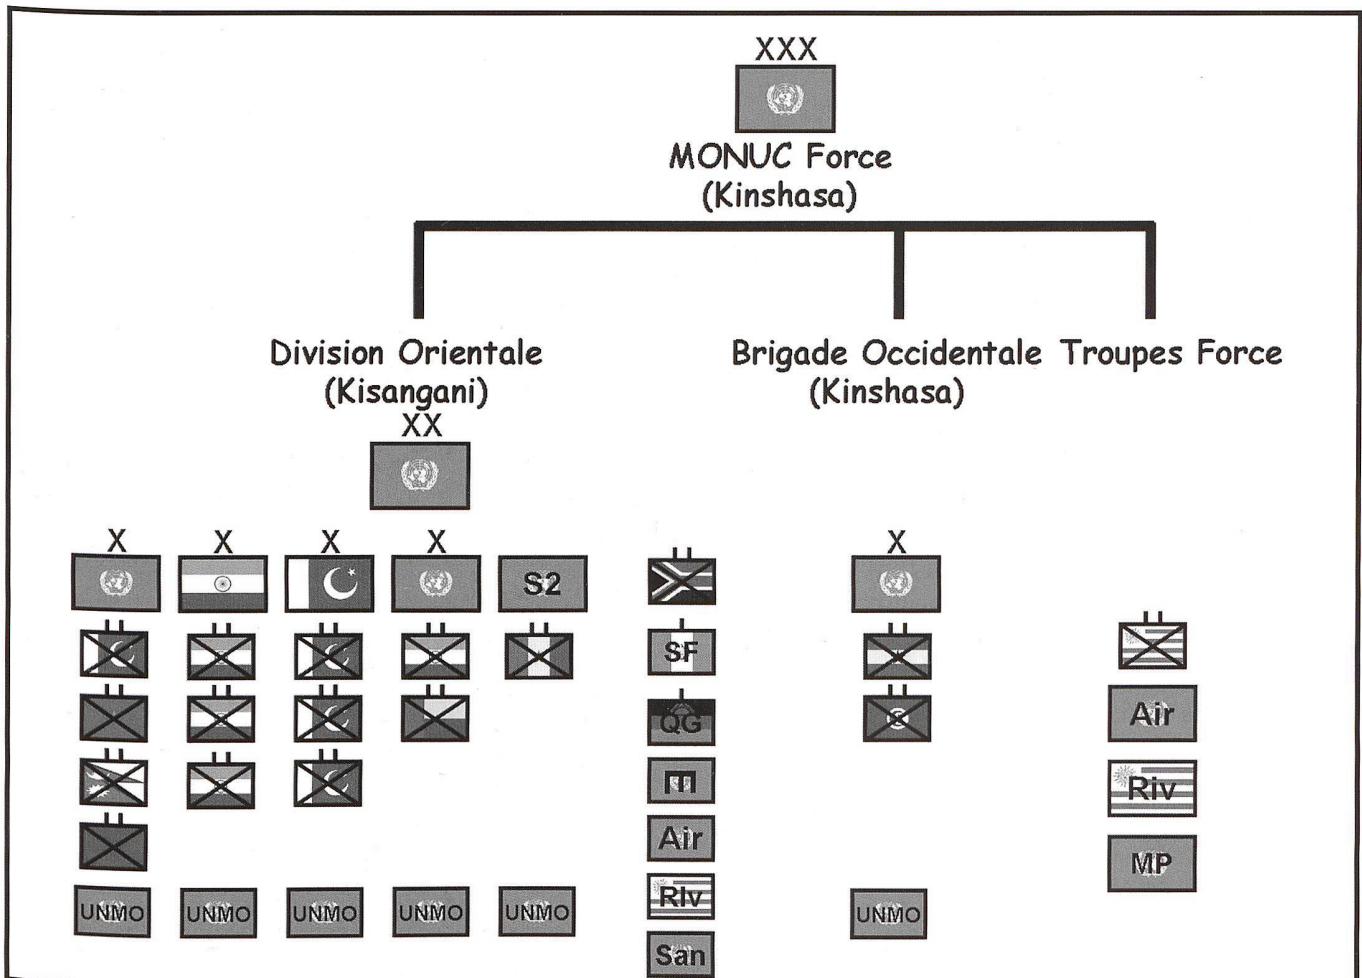 XXX
MONUC Force
(Kinshasa)
Division Orientale
(Kisangani)
Brigade Occidentale
(Kinshasa)
Troupes Force
XX
X
X
X
X
X
S2
SF
QG
Air
Riv
MP
Air
RIv
San
UNMO
UNMO
UNMO
UNMO
UNMO
UNMO